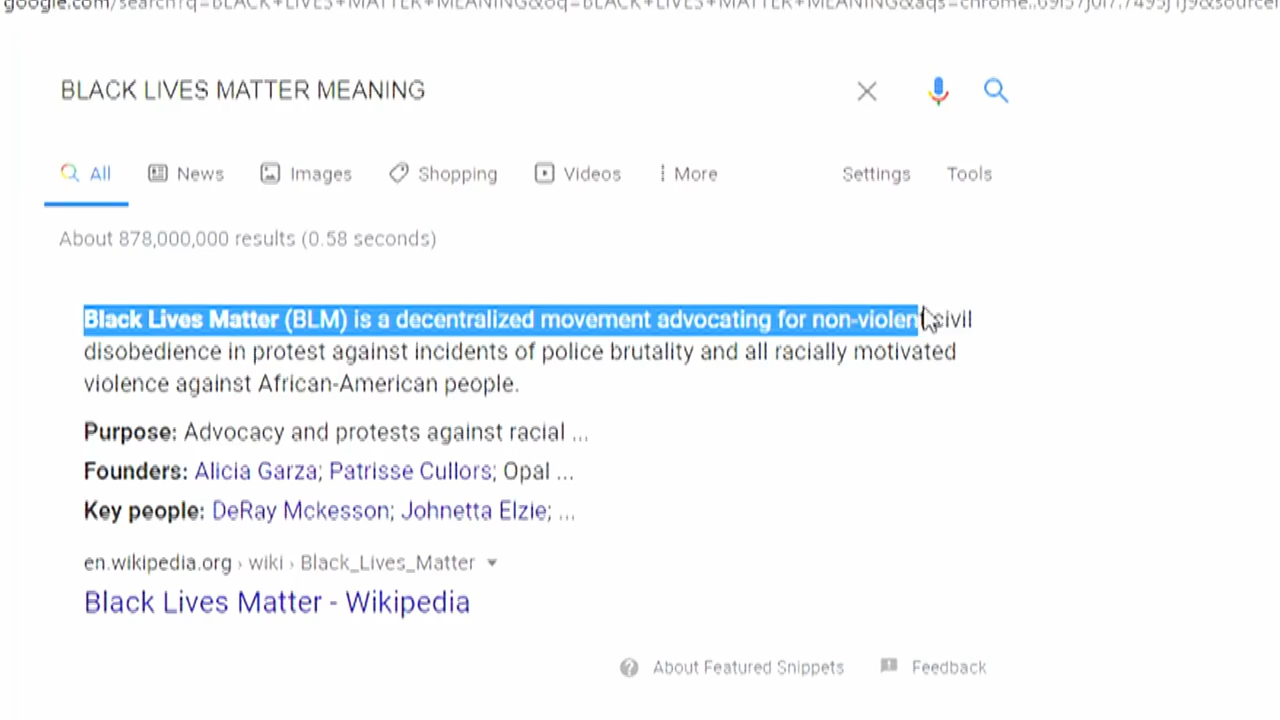 BLACK LIVES MATTER MEANING
All News Images Shopping Videos More Settings Tools
About 878,000,000 results (0.58 seconds)
Black Lives Matter (BLM) is a decentralized movement advocating for non-violent civil
disobedience in protest against incidents of police brutality and all racially motivated
violence against African-American people.
Purpose: Advocacy and protests against racial ...
Founders: Alicia Garza; Patrisse Cullors; Opal ...
Key people: DeRay Mckesson; Johnetta Elzie; ...
en.wikipedia.org › wiki › Black_Lives_Matter
Black Lives Matter - Wikipedia
About Featured Snippets Feedback